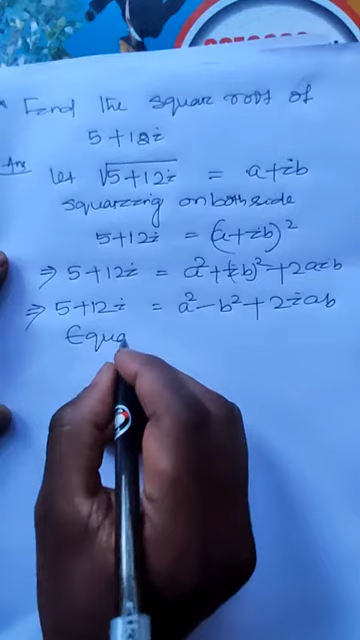 Find the square roots of
5+12i
Ans let √5+12i = a+ib
squaring on both side
5+12i = (a+ib)²
⇒ 5+12i = a²+(ib)²+2aib
⇒ 5+12i = a²-b²+2iab
Equa